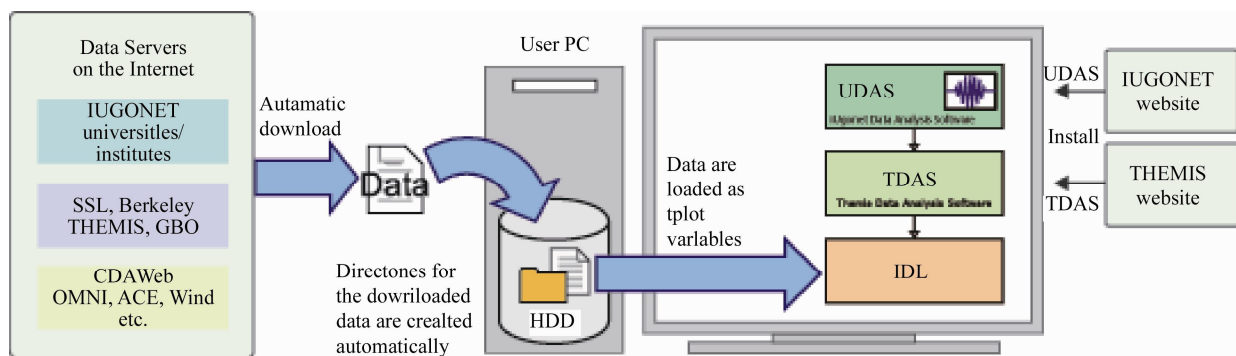 Data Servers
on the Internet
IUGONET
universitles/
institutes
SSL, Berkeley
THEMIS, GBO
CDAWeb
OMNI, ACE, Wind
etc.
Autamatic
download
Data
Directones for
the dowriloaded
data are crealted
automatically
User PC
HDD
Data are
loaded as
tplot
varlables
UDAS
IUgonet Data Analysis Software
TDAS
Themis Data Analysis Software
IDL
UDAS
Install
TDAS
IUGONET
website
THEMIS
website